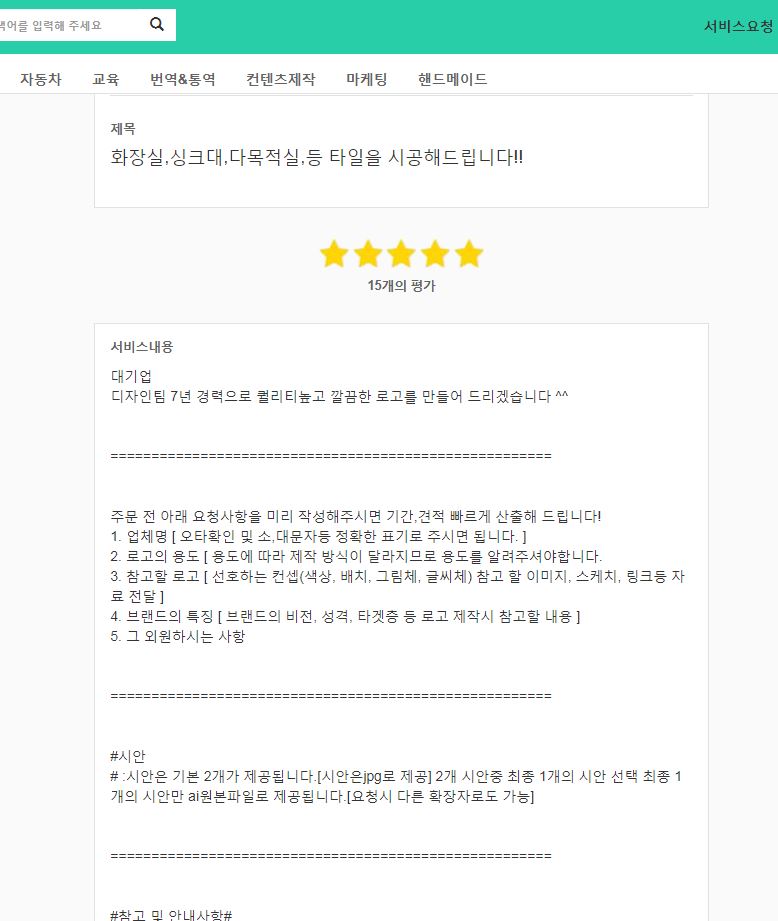 색어를 입력해 주세요
서비스요청
자동차 교육 번역&통역 컨텐츠제작 마케팅 핸드메이드
제목
화장실,싱크대,다목적실,등 타일을 시공해드립니다!!
15개의 평가
서비스내용
대기업
디자인팀 7년 경력으로 퀄리티높고 깔끔한 로고를 만들어 드리겠습니다 ^^
======================================================
주문 전 아래 요청사항을 미리 작성해주시면 기간,견적 빠르게 산출해 드립니다!
1. 업체명 [ 오타확인 및 소,대문자등 정확한 표기로 주시면 됩니다. ]
2. 로고의 용도 [ 용도에 따라 제작 방식이 달라지므로 용도를 알려주셔야합니다.
3. 참고할 로고 [ 선호하는 컨셉(색상, 배치, 그림체, 글씨체) 참고 할 이미지, 스케치, 링크등 자
료 전달 ]
4. 브랜드의 특징 [ 브랜드의 비전, 성격, 타겟층 등 로고 제작시 참고할 내용 ]
5. 그 외원하시는 사항
======================================================
#시안
# :시안은 기본 2개가 제공됩니다.[시안은jpg로 제공] 2개 시안중 최종 1개의 시안 선택 최종 1
개의 시안만 ai원본파일로 제공됩니다.[요청시 다른 확장자로도 가능]
======================================================
#참고 및 안내사항#